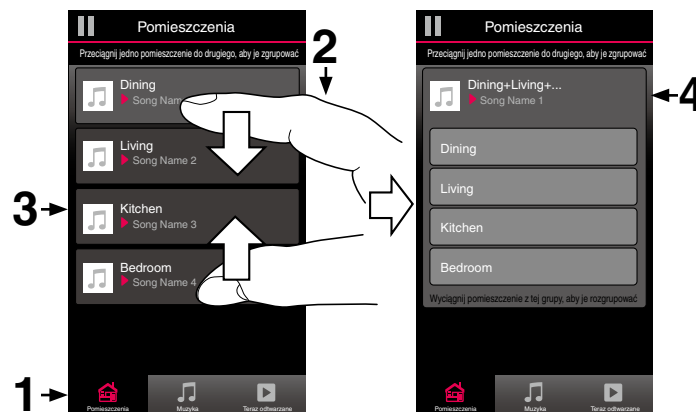 Pomieszczenia
Przeciągnij jedno pomieszczenie do drugiego, aby je zgrupować
2
Dining
Song Nam
Living
Song Name 2
3
Kitchen
Song Name 3
Bedroom
Song Name 4
1
Pomieszczenia
Muzyka
Teraz odtwarzane
Pomieszczenia
Przeciągnij jedno pomieszczenie do drugiego, aby je zgrupować
Dining+Living+...
Song Name 1
4
Dining
Living
Kitchen
Bedroom
Wyciągnij pomieszczenie z tej grupy, aby je rozgrupować
Pomieszczenia
Muzyka
Teraz odtwarzane